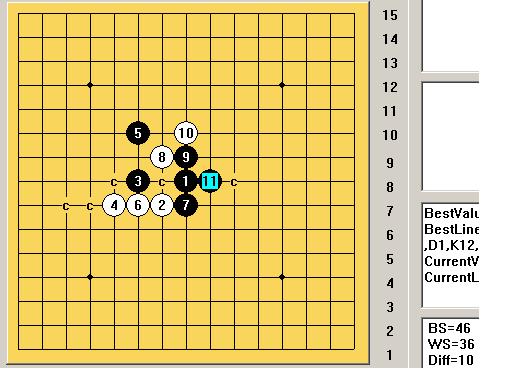 15
14
13
12
11
5 10 10
8 9 9
c 3 c 1 11 c 8
c c 4 6 2 7 7
6
5
4
3
2
1
BestValu
BestLine
,D1,K12,
CurrentV
CurrentL
BS=46
WS=36
Diff=10